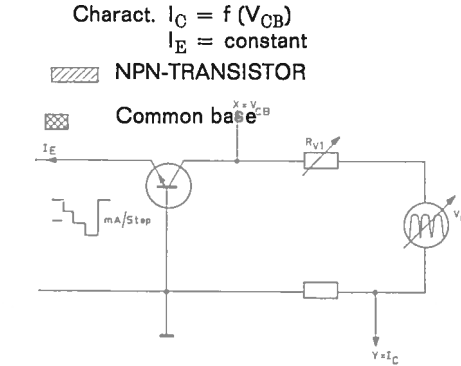 Charact. I_C = f (V_CB)
I_E = constant
NPN-TRANSISTOR
Common base
X = V_CB
I_E
R_V1
mA/Step
Y=I_C